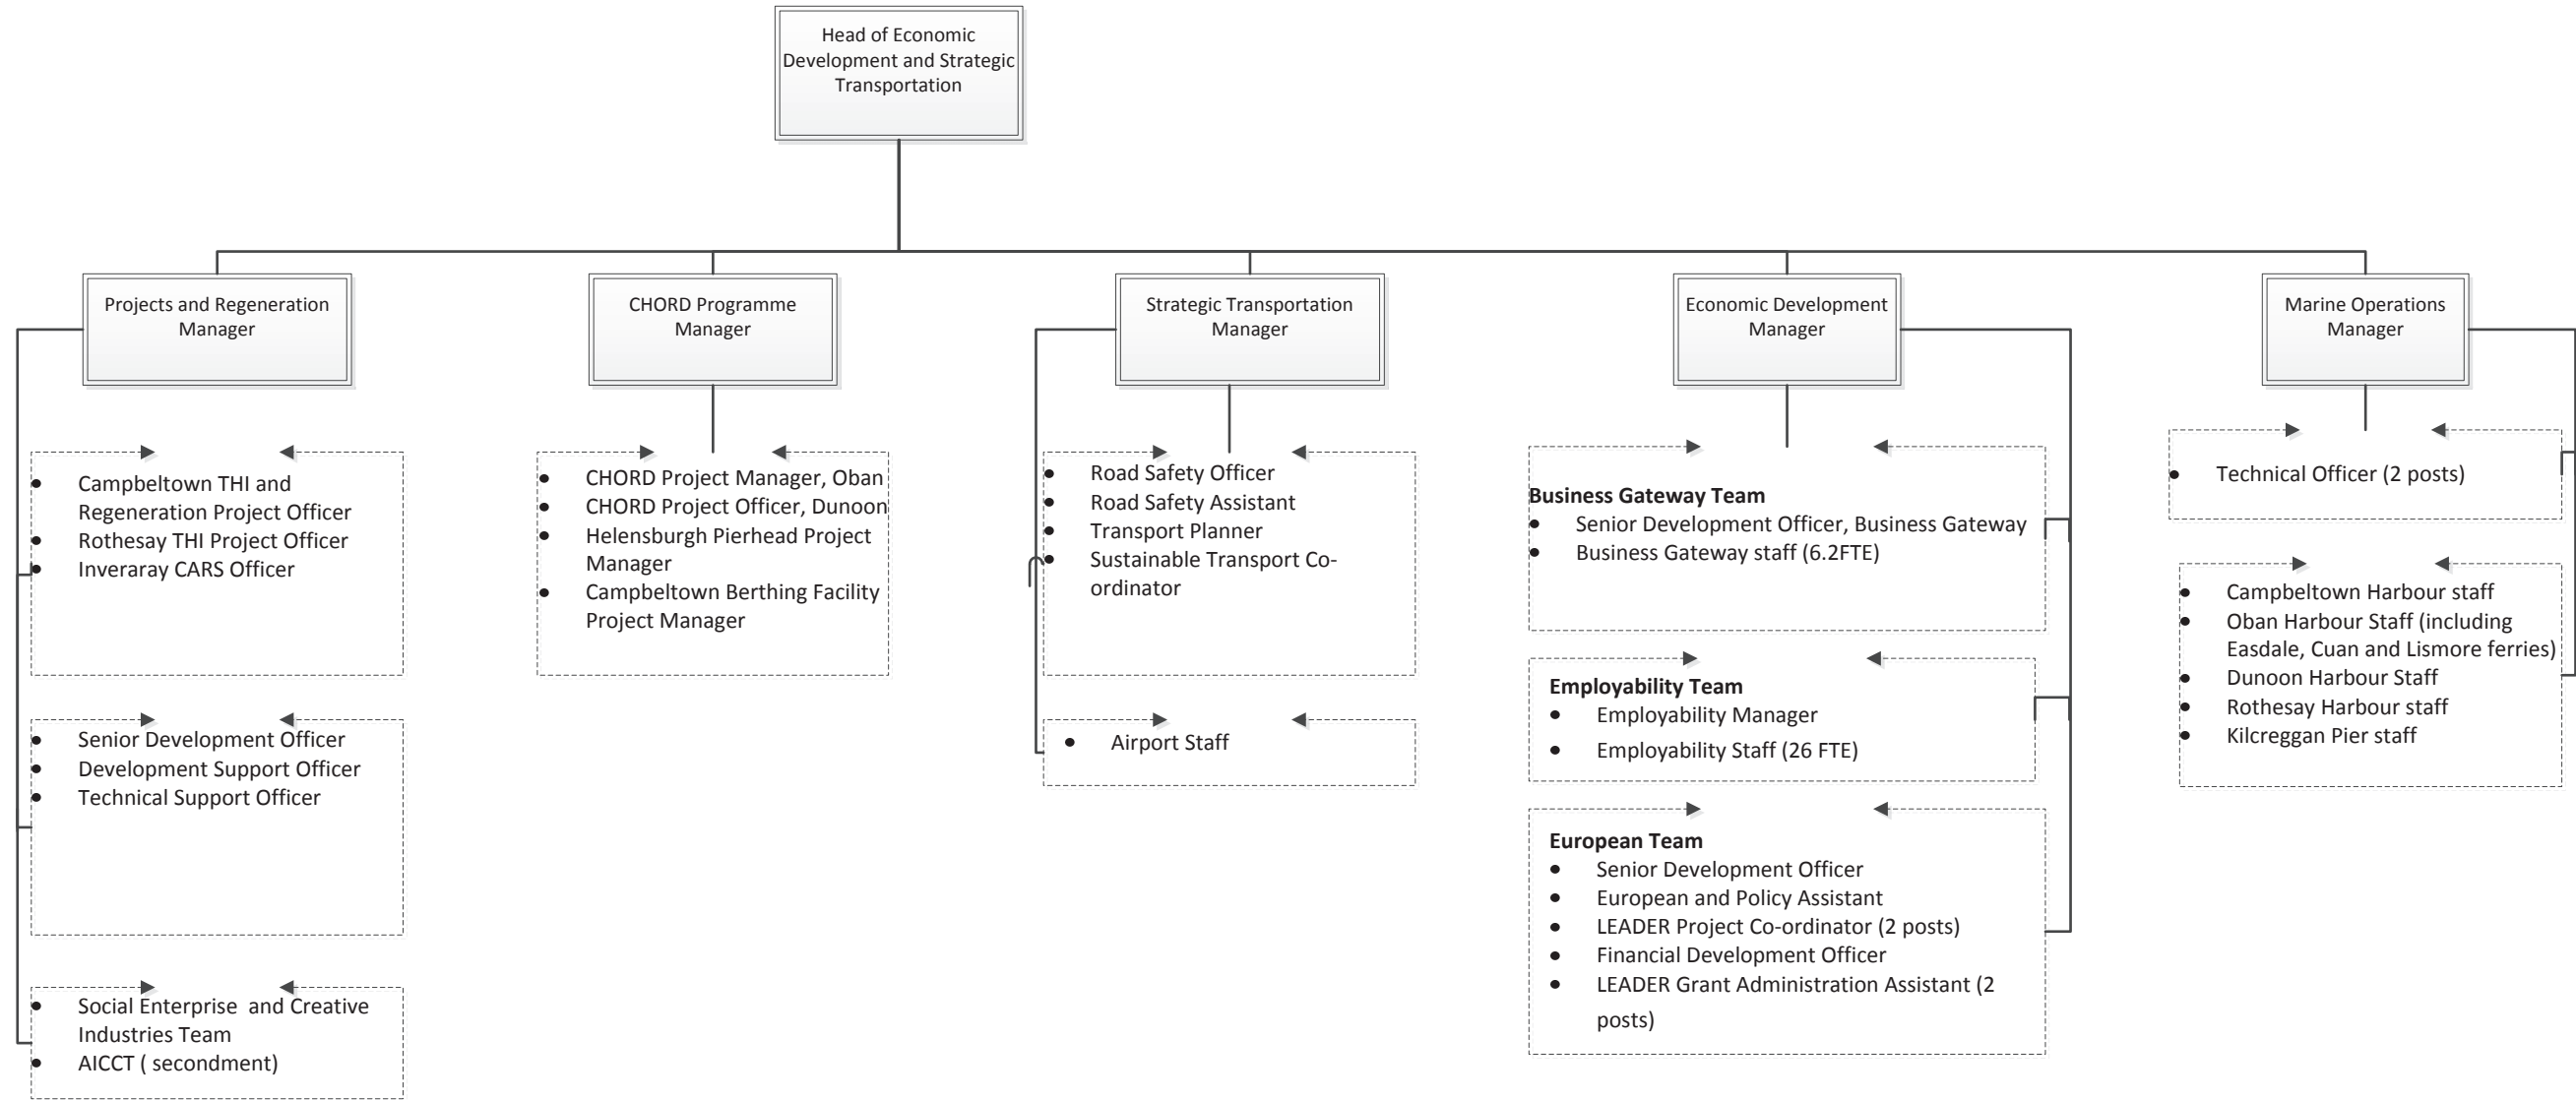 Head of Economic
Development and Strategic
Transportation
Projects and Regeneration
Manager
CHORD Programme
Manager
Strategic Transportation
Manager
Economic Development
Manager
Marine Operations
Manager
• Campbeltown THI and
Regeneration Project Officer
• Rothesay THI Project Officer
• Inveraray CARS Officer
• Senior Development Officer
• Development Support Officer
• Technical Support Officer
• Social Enterprise  and Creative
Industries Team
• AICCT ( secondment)
• CHORD Project Manager, Oban
• CHORD Project Officer, Dunoon
• Helensburgh Pierhead Project
Manager
• Campbeltown Berthing Facility
Project Manager
• Road Safety Officer
• Road Safety Assistant
• Transport Planner
• Sustainable Transport Co-
ordinator
• Airport Staff
Business Gateway Team
• Senior Development Officer, Business Gateway
• Business Gateway staff (6.2FTE)
Employability Team
• Employability Manager
• Employability Staff (26 FTE)
European Team
• Senior Development Officer
• European and Policy Assistant
• LEADER Project Co-ordinator (2 posts)
• Financial Development Officer
• LEADER Grant Administration Assistant (2
posts)
• Technical Officer (2 posts)
• Campbeltown Harbour staff
• Oban Harbour Staff (including
Easdale, Cuan and Lismore ferries)
• Dunoon Harbour Staff
• Rothesay Harbour staff
• Kilcreggan Pier staff